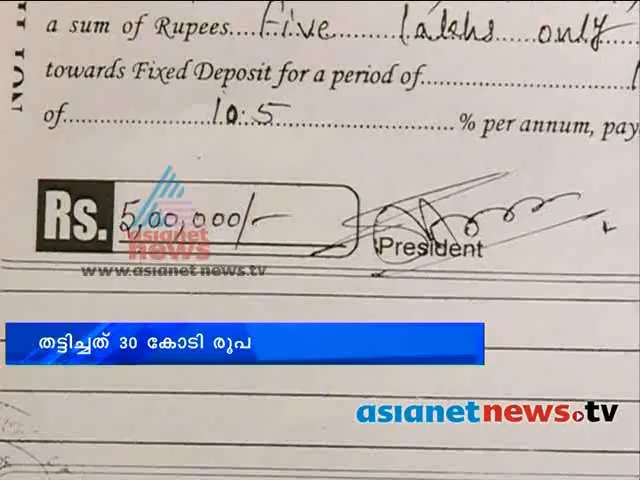 a sum of Rupees....Five lakhs only
towards Fixed Deposit for a period of
of 10.5 % per annum, pay
Rs. 5,00,000/-
President
asianet
news
www.asianetnews.tv
തട്ടിച്ചത് 30 കോടി രൂപ
asianetnews.tv